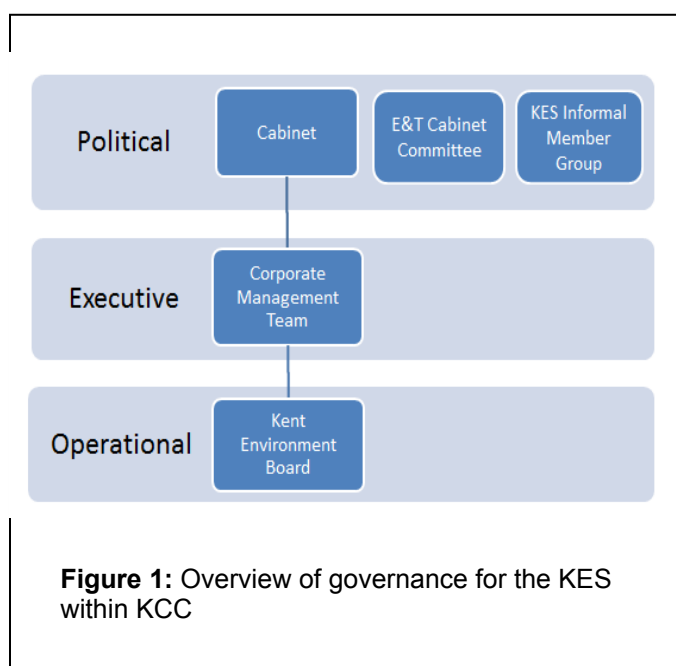 Political
Cabinet
E&T Cabinet
Committee
KES Informal
Member
Group
Executive
Corporate
Management
Team
Operational
Kent
Environment
Board
Figure 1: Overview of governance for the KES
within KCC